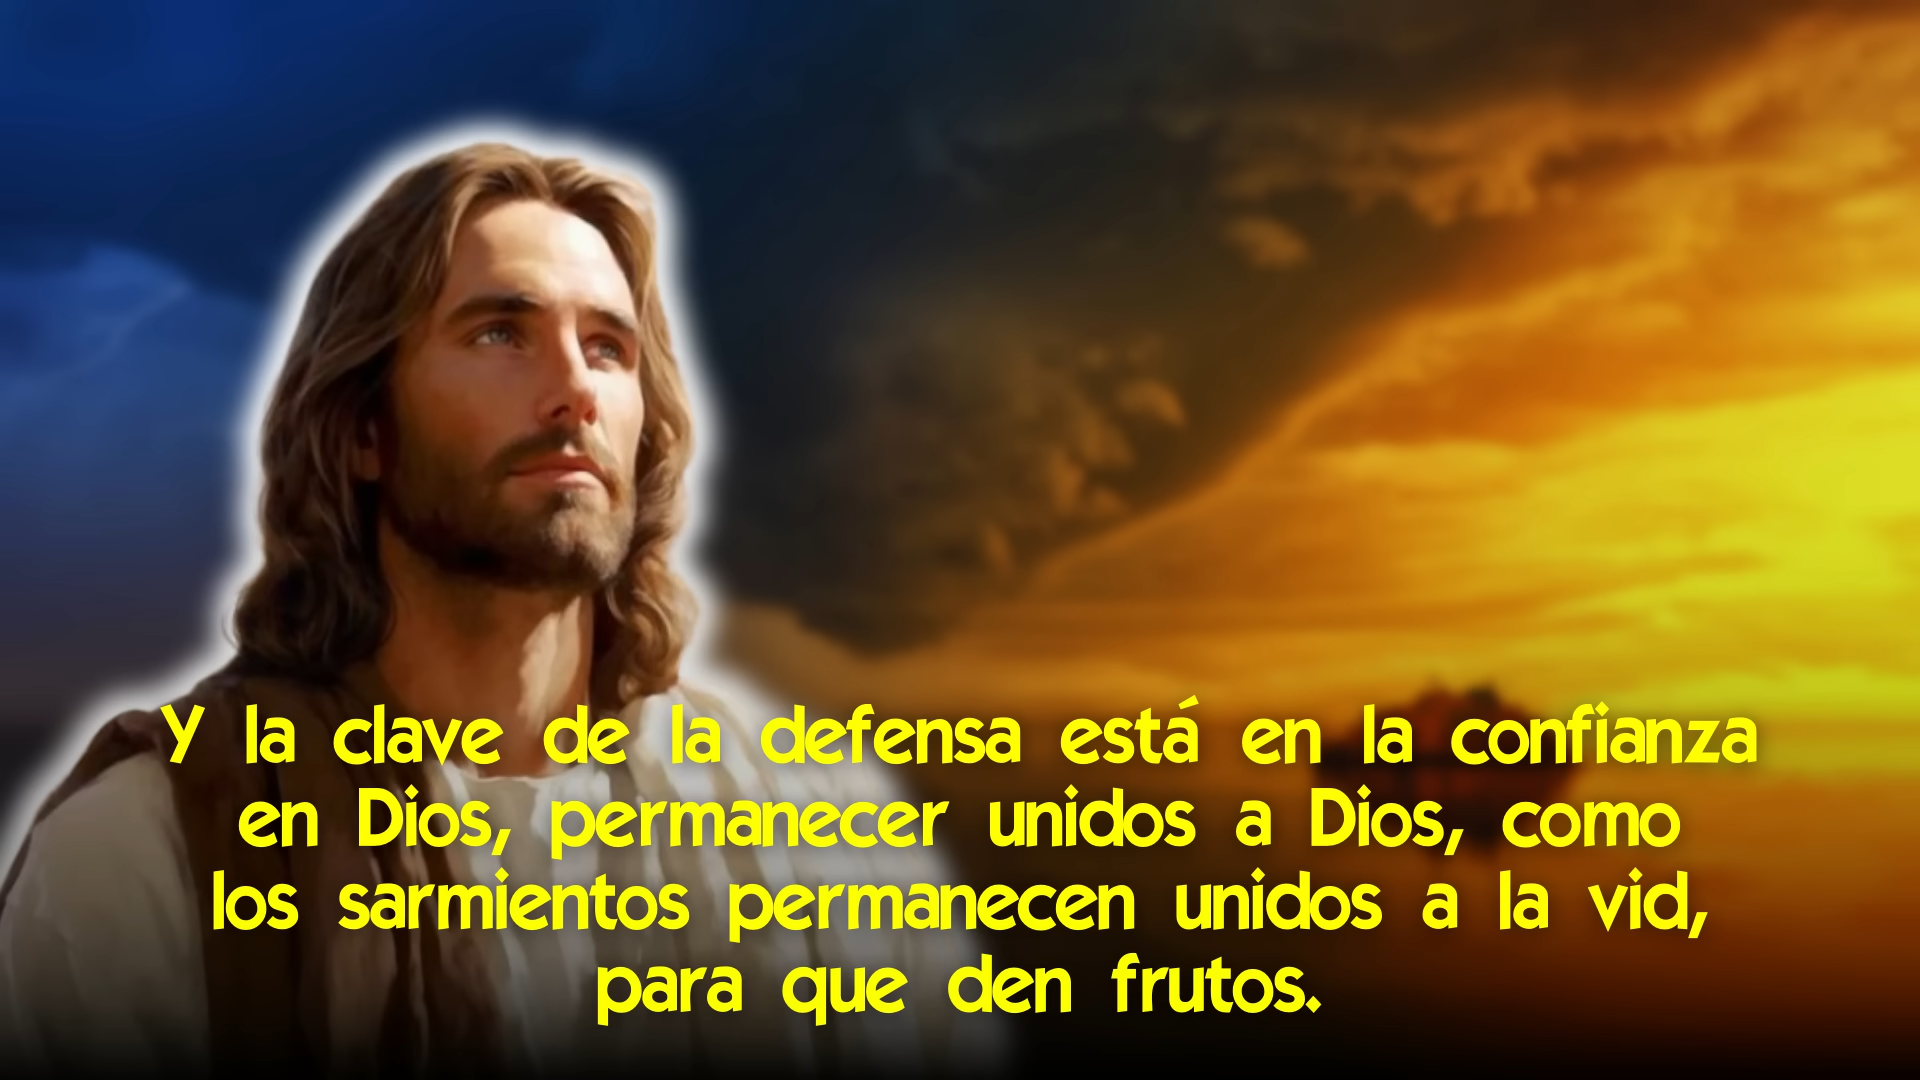 Y la clave de la defensa está en la confianza
en Dios, permanecer unidos a Dios, como
los sarmientos permanecen unidos a la vid,
para que den frutos.